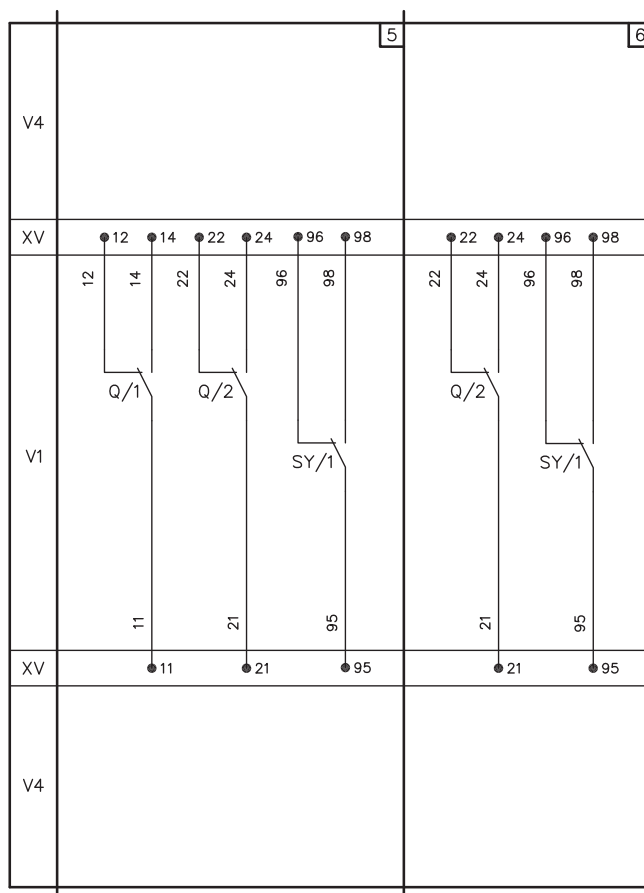 5 6
V4
XV 12 14 22 24 96 98 22 24 96 98
12 14 22 24 96 98 22 24 96 98
Q/1 Q/2 Q/2
V1 SY/1 SY/1
11 21 95 21 95
XV 11 21 95 21 95
V4